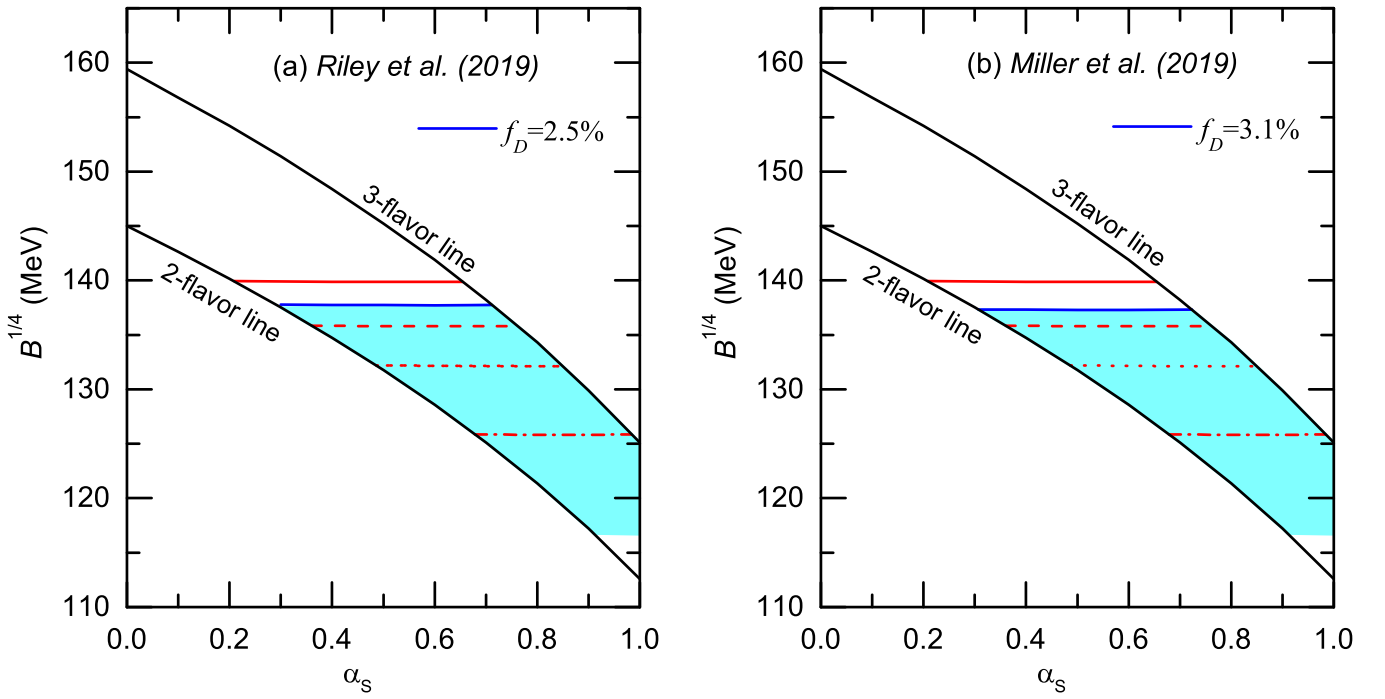 (a) Riley et al. (2019)
f_D=2.5%
3-flavor line
2-flavor line
B^1/4 (MeV)
160
150
140
130
120
110
0.0 0.2 0.4 0.6 0.8 1.0
α_S
(b) Miller et al. (2019)
f_D=3.1%
3-flavor line
2-flavor line
B^1/4 (MeV)
160
150
140
130
120
110
0.0 0.2 0.4 0.6 0.8 1.0
α_S